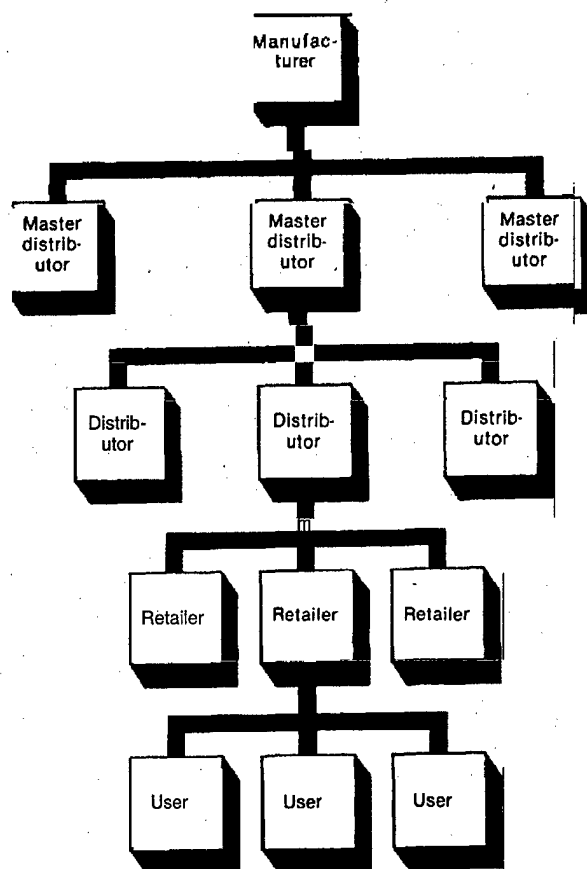 Manufac-
turer
Master
distrib-
utor
Master
distrib-
utor
Master
distrib-
utor
Distrib-
utor
Distrib-
utor
Distrib-
utor
Retailer
Retailer
Retailer
User
User
User